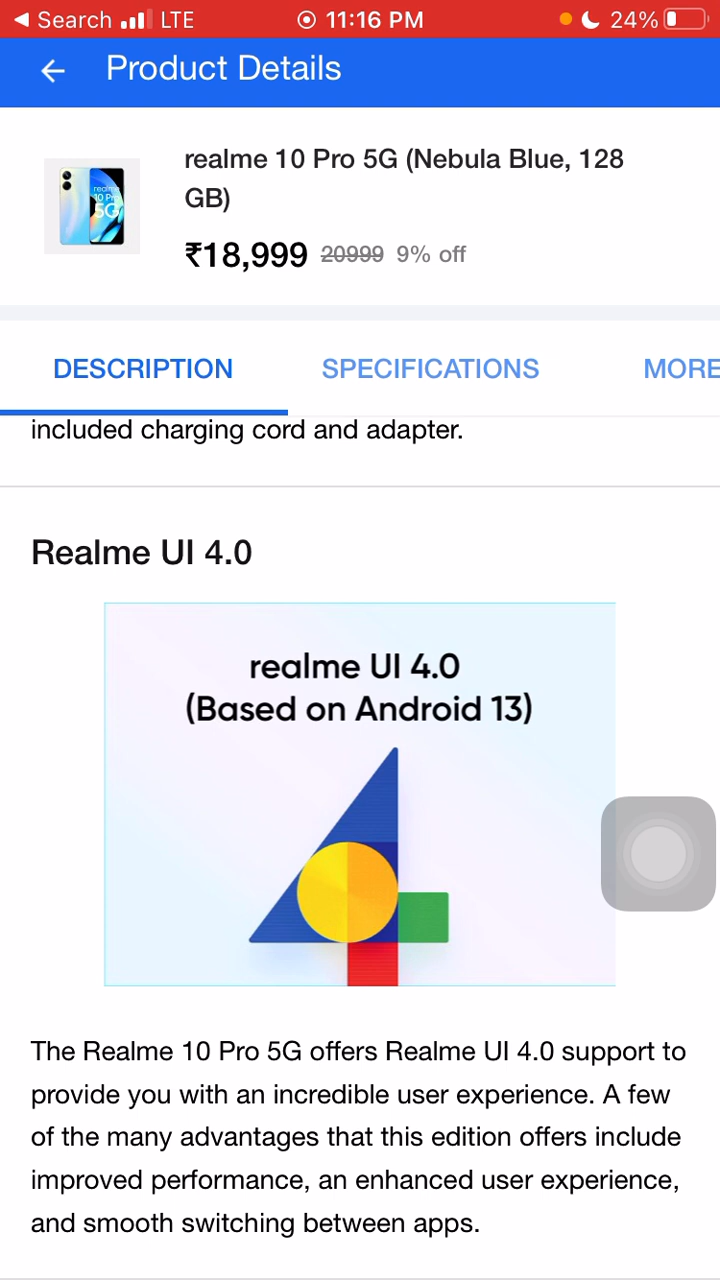 Search LTE 11:16 PM 24%
Product Details
realme 10 Pro 5G (Nebula Blue, 128
GB)
₹18,999 20999 9% off
DESCRIPTION SPECIFICATIONS MORE
included charging cord and adapter.
Realme UI 4.0
realme UI 4.0
(Based on Android 13)
The Realme 10 Pro 5G offers Realme UI 4.0 support to
provide you with an incredible user experience. A few
of the many advantages that this edition offers include
improved performance, an enhanced user experience,
and smooth switching between apps.